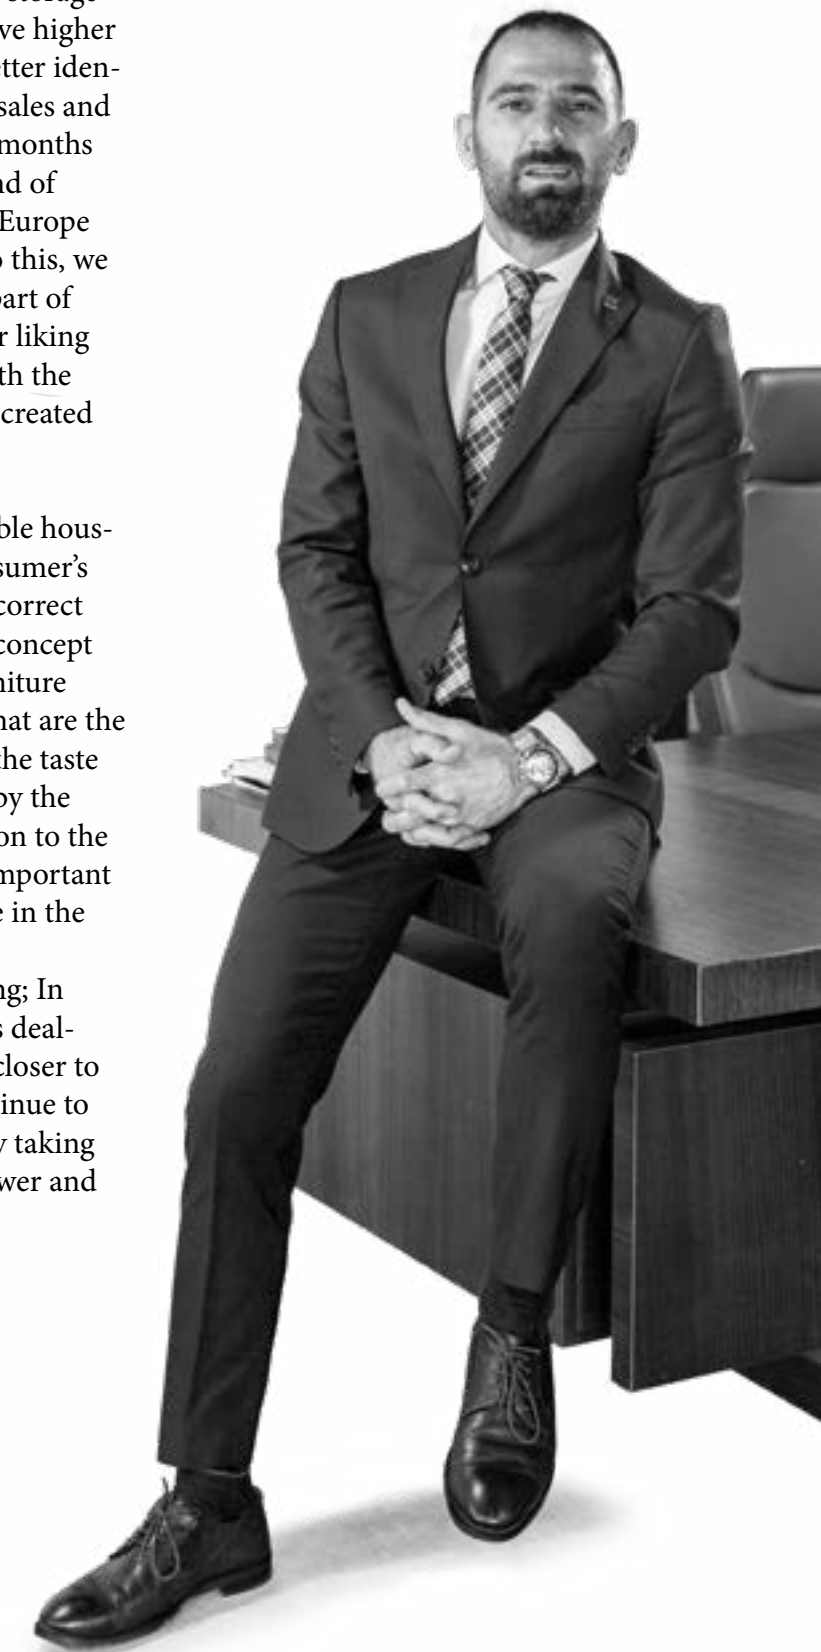 ve higher
tter iden-
sales and
months
nd of
Europe
o this, we
part of
r liking
th the
created
ble hous-
sumer's
correct
concept
niture
hat are the
the taste
by the
on to the
mportant
e in the
ng; In
s deal-
closer to
inue to
y taking
wer and